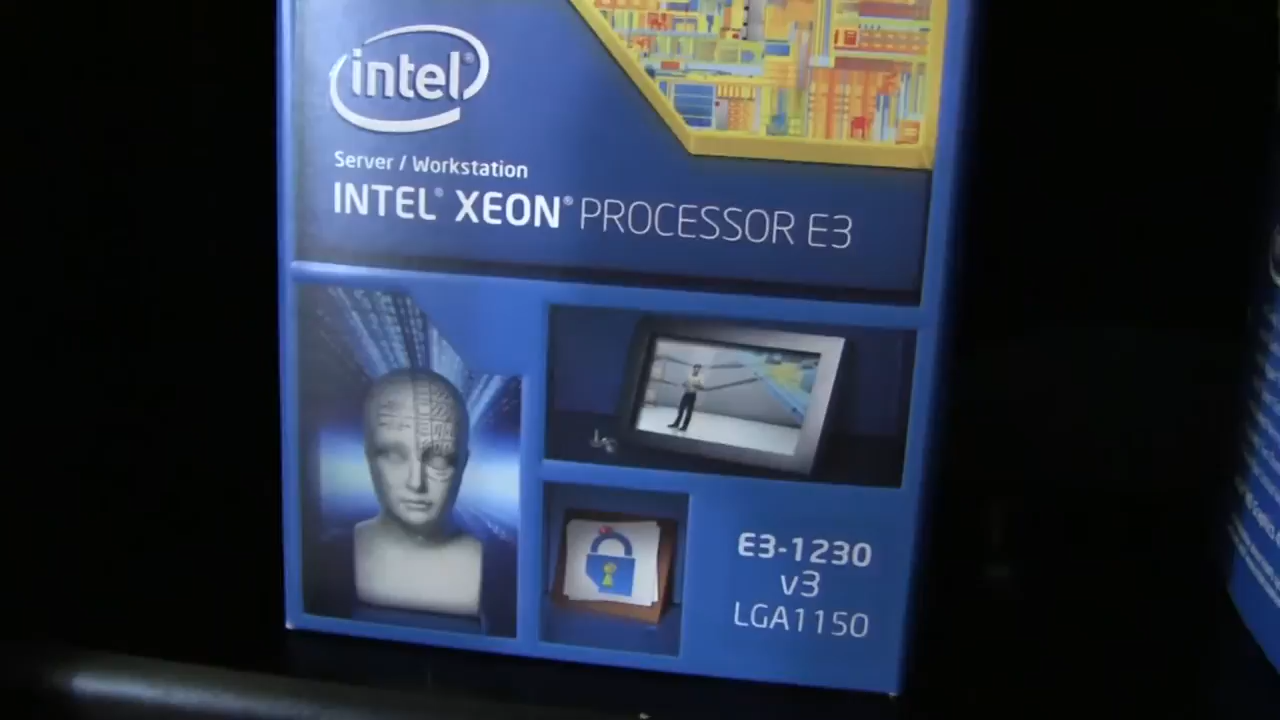 intel®
Server / Workstation
INTEL® XEON® PROCESSOR E3
E3-1230
v3
LGA1150